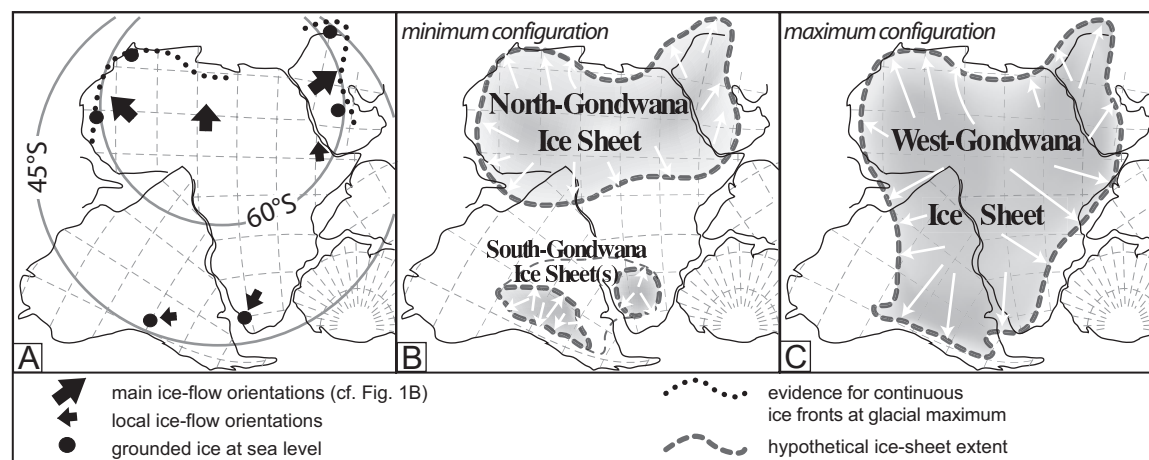 45°S
60°S
A
minimum configuration
North-Gondwana
Ice Sheet
South-Gondwana
Ice Sheet(s)
B
maximum configuration
West-Gondwana
Ice Sheet
C
main ice-flow orientations (cf. Fig. 1B)
local ice-flow orientations
grounded ice at sea level
evidence for continuous
ice fronts at glacial maximum
hypothetical ice-sheet extent